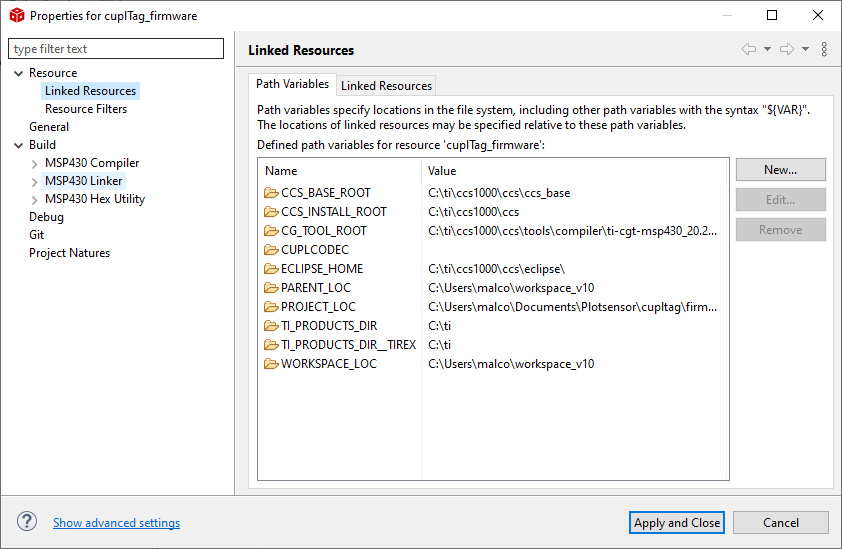 Properties for cuplTag_firmware
type filter text
Linked Resources
Resource
Linked Resources
Resource Filters
General
Build
MSP430 Compiler
MSP430 Linker
MSP430 Hex Utility
Debug
Git
Project Natures
Path Variables Linked Resources
Path variables specify locations in the file system, including other path variables with the syntax "${VAR}".
The locations of linked resources may be specified relative to these path variables.
Defined path variables for resource 'cuplTag_firmware':
Name Value
CCS_BASE_ROOT C:\ti\ccs1000\ccs\ccs_base
CCS_INSTALL_ROOT C:\ti\ccs1000\ccs
CG_TOOL_ROOT C:\ti\ccs1000\ccs\tools\compiler\ti-cgt-msp430_20.2...
CUPLCODEC
ECLIPSE_HOME C:\ti\ccs1000\ccs\eclipse\
PARENT_LOC C:\Users\malco\workspace_v10
PROJECT_LOC C:\Users\malco\Documents\Plotsensor\cupltag\firm...
TI_PRODUCTS_DIR C:\ti
TI_PRODUCTS_DIR__TIREX C:\ti
WORKSPACE_LOC C:\Users\malco\workspace_v10
New...
Edit...
Remove
? Show advanced settings
Apply and Close Cancel